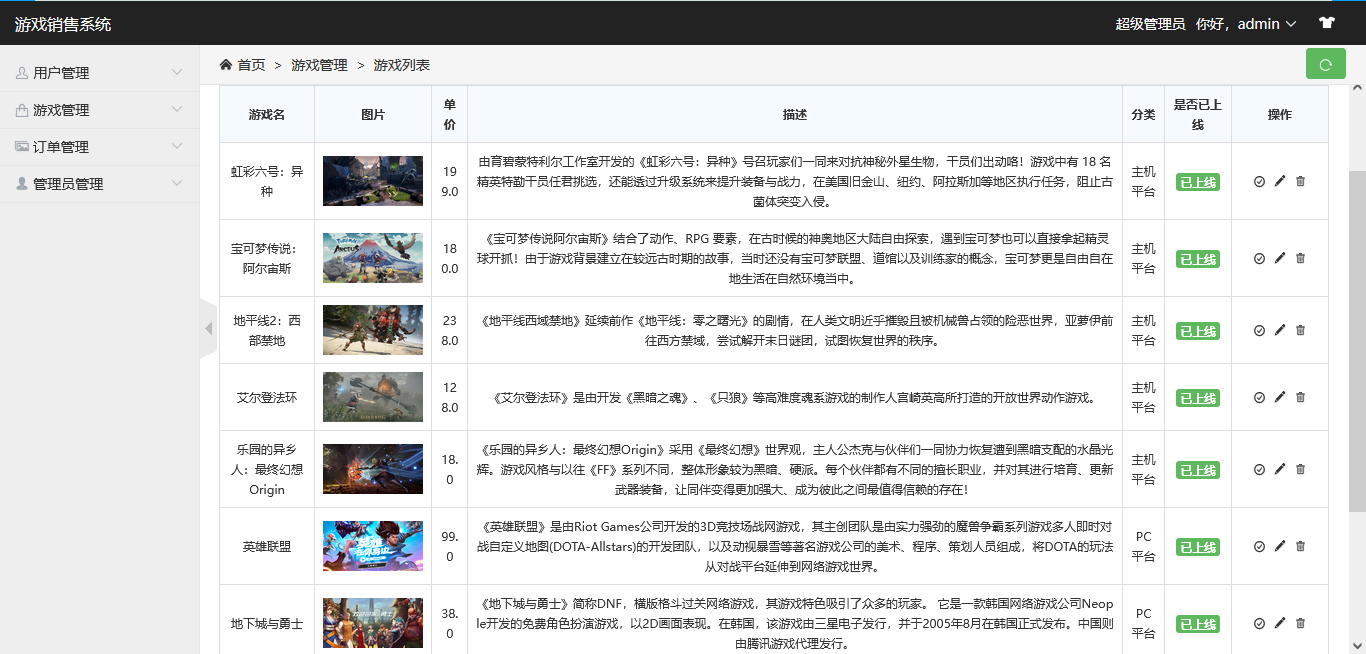 游戏销售系统
超级管理员 你好，admin
用户管理
游戏管理
订单管理
管理员管理
首页 > 游戏管理 > 游戏列表
游戏名 图片 单价 描述 分类 是否已上线 操作
虹彩六号：异
种
19
9.0
由育碧蒙特利尔工作室开发的《虹彩六号：异种》号召玩家们一同来对抗神秘外星生物，干员们出动咯！游戏中有 18 名
精英特勤干员任君挑选，还能透过升级系统来提升装备与战力，在美国旧金山、纽约、阿拉斯加等地区执行任务，阻止古
菌体突变入侵。
主机
平台
已上线
宝可梦传说：
阿尔宙斯
18
0.0
《宝可梦传说阿尔宙斯》结合了动作、RPG 要素，在古时候的神奥地区大陆自由探索，遇到宝可梦也可以直接拿起精灵
球开抓！由于游戏背景建立在较远古时期的故事，当时还没有宝可梦联盟、道馆以及训练家的概念，宝可梦更是自由自在
地生活在自然环境当中。
主机
平台
已上线
地平线2：西
部禁地
23
8.0
《地平线西域禁地》延续前作《地平线：零之曙光》的剧情，在人类文明近乎摧毁且被机械兽占领的险恶世界，亚萝伊前
往西方禁域，尝试解开末日谜团，试图恢复世界的秩序。
主机
平台
已上线
艾尔登法环
12
8.0
《艾尔登法环》是由开发《黑暗之魂》、《只狼》等高难度魂系游戏的制作人宫崎英高所打造的开放世界动作游戏。
主机
平台
已上线
乐园的异乡
人：最终幻想
Origin
18.
0
《乐园的异乡人：最终幻想Origin》采用《最终幻想》世界观，主人公杰克与伙伴们一同协力恢复遭到黑暗支配的水晶光
辉。游戏风格与以往《FF》系列不同，整体形象较为黑暗、硬派。每个伙伴都有不同的擅长职业，并对其进行培育、更新
武器装备，让同伴变得更加强大、成为彼此之间最值得信赖的存在！
主机
平台
已上线
英雄联盟
99.
0
《英雄联盟》是由Riot Games公司开发的3D竞技场战网游戏，其主创团队是由实力强劲的魔兽争霸系列游戏多人即时对
战自定义地图(DOTA-Allstars)的开发团队，以及动视暴雪等著名游戏公司的美术、程序、策划人员组成，将DOTA的玩法
从对战平台延伸到网络游戏世界。
PC
平台
已上线
地下城与勇士
38.
0
《地下城与勇士》简称DNF，横版格斗过关网络游戏，其游戏特色吸引了众多的玩家。 它是一款韩国网络游戏公司Neop
le开发的免费角色扮演游戏，以2D画面表现。在韩国，该游戏由三星电子发行，并于2005年8月在韩国正式发布。中国则
由腾讯游戏代理发行。
PC
平台
已上线